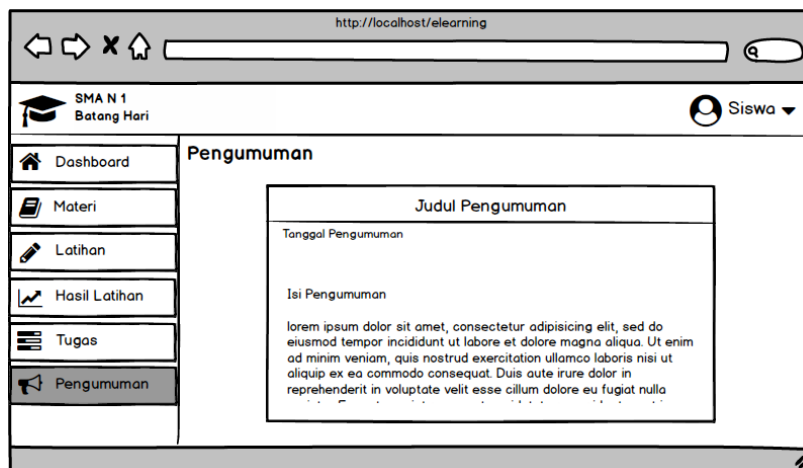 http://localhost/elearning
SMA N 1
Batang Hari
Siswa
Dashboard
Materi
Latihan
Hasil Latihan
Tugas
Pengumuman
Pengumuman
Judul Pengumuman
Tanggal Pengumuman
Isi Pengumuman
lorem ipsum dolor sit amet, consectetur adipisicing elit, sed do
eiusmod tempor incididunt ut labore et dolore magna aliqua. Ut enim
ad minim veniam, quis nostrud exercitation ullamco laboris nisi ut
aliquip ex ea commodo consequat. Duis aute irure dolor in
reprehenderit in voluptate velit esse cillum dolore eu fugiat nulla